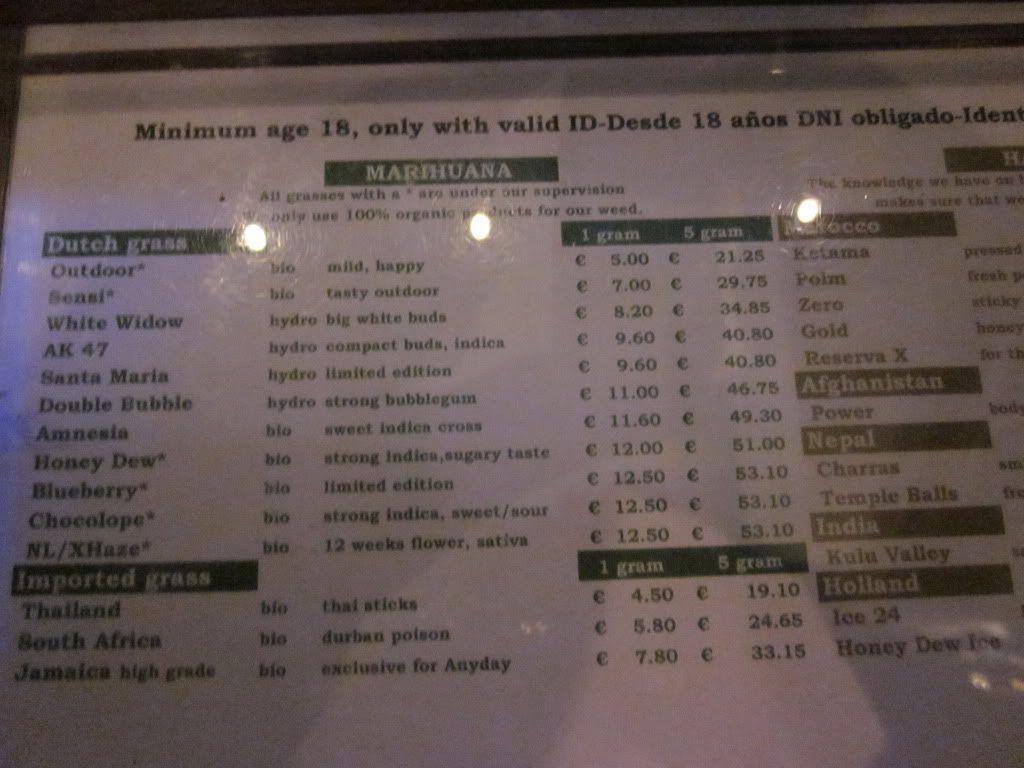 Minimum age 18, only with valid ID-Desde 18 años DNI obligado-Ident
MARIHUANA
All grasses with a * are under our supervision
only use 100% organic products for our weed.
Dutch grass 1 gram 5 gram
Outdoor* bio mild, happy € 5.00 € 21.25
Sensi* bio tasty outdoor € 7.00 € 29.75
White Widow hydro big white buds € 8.20 € 34.85
AK 47 hydro compact buds, indica € 9.60 € 40.80
Santa Maria hydro limited edition € 9.60 € 40.80
Double Bubble hydro strong bubblegum € 11.00 € 46.75
Amnesia bio sweet indica cross € 11.60 € 49.30
Honey Dew* bio strong indica,sugary taste € 12.00 € 51.00
Blueberry* bio limited edition € 12.50 € 53.10
Chocolope* bio strong indica, sweet/sour € 12.50 € 53.10
NL/XHaze* bio 12 weeks flower, sativa € 12.50 € 53.10
Imported grass 1 gram 5 gram
Thailand bio thai sticks € 4.50 € 19.10
South Africa bio durban poison € 5.80 € 24.65
Jamaica high grade bio exclusive for Anyday € 7.80 € 33.15
HA
The knowledge we have on
makes sure that we
Morocco
Ketama pressed
Polm fresh p
Zero sticky
Gold honey
Reserva X for th
Afghanistan
Power body
Nepal
Charras sm
Temple Balls fre
India
Kulu Valley
Holland
Ice 24
Honey Dew Ice